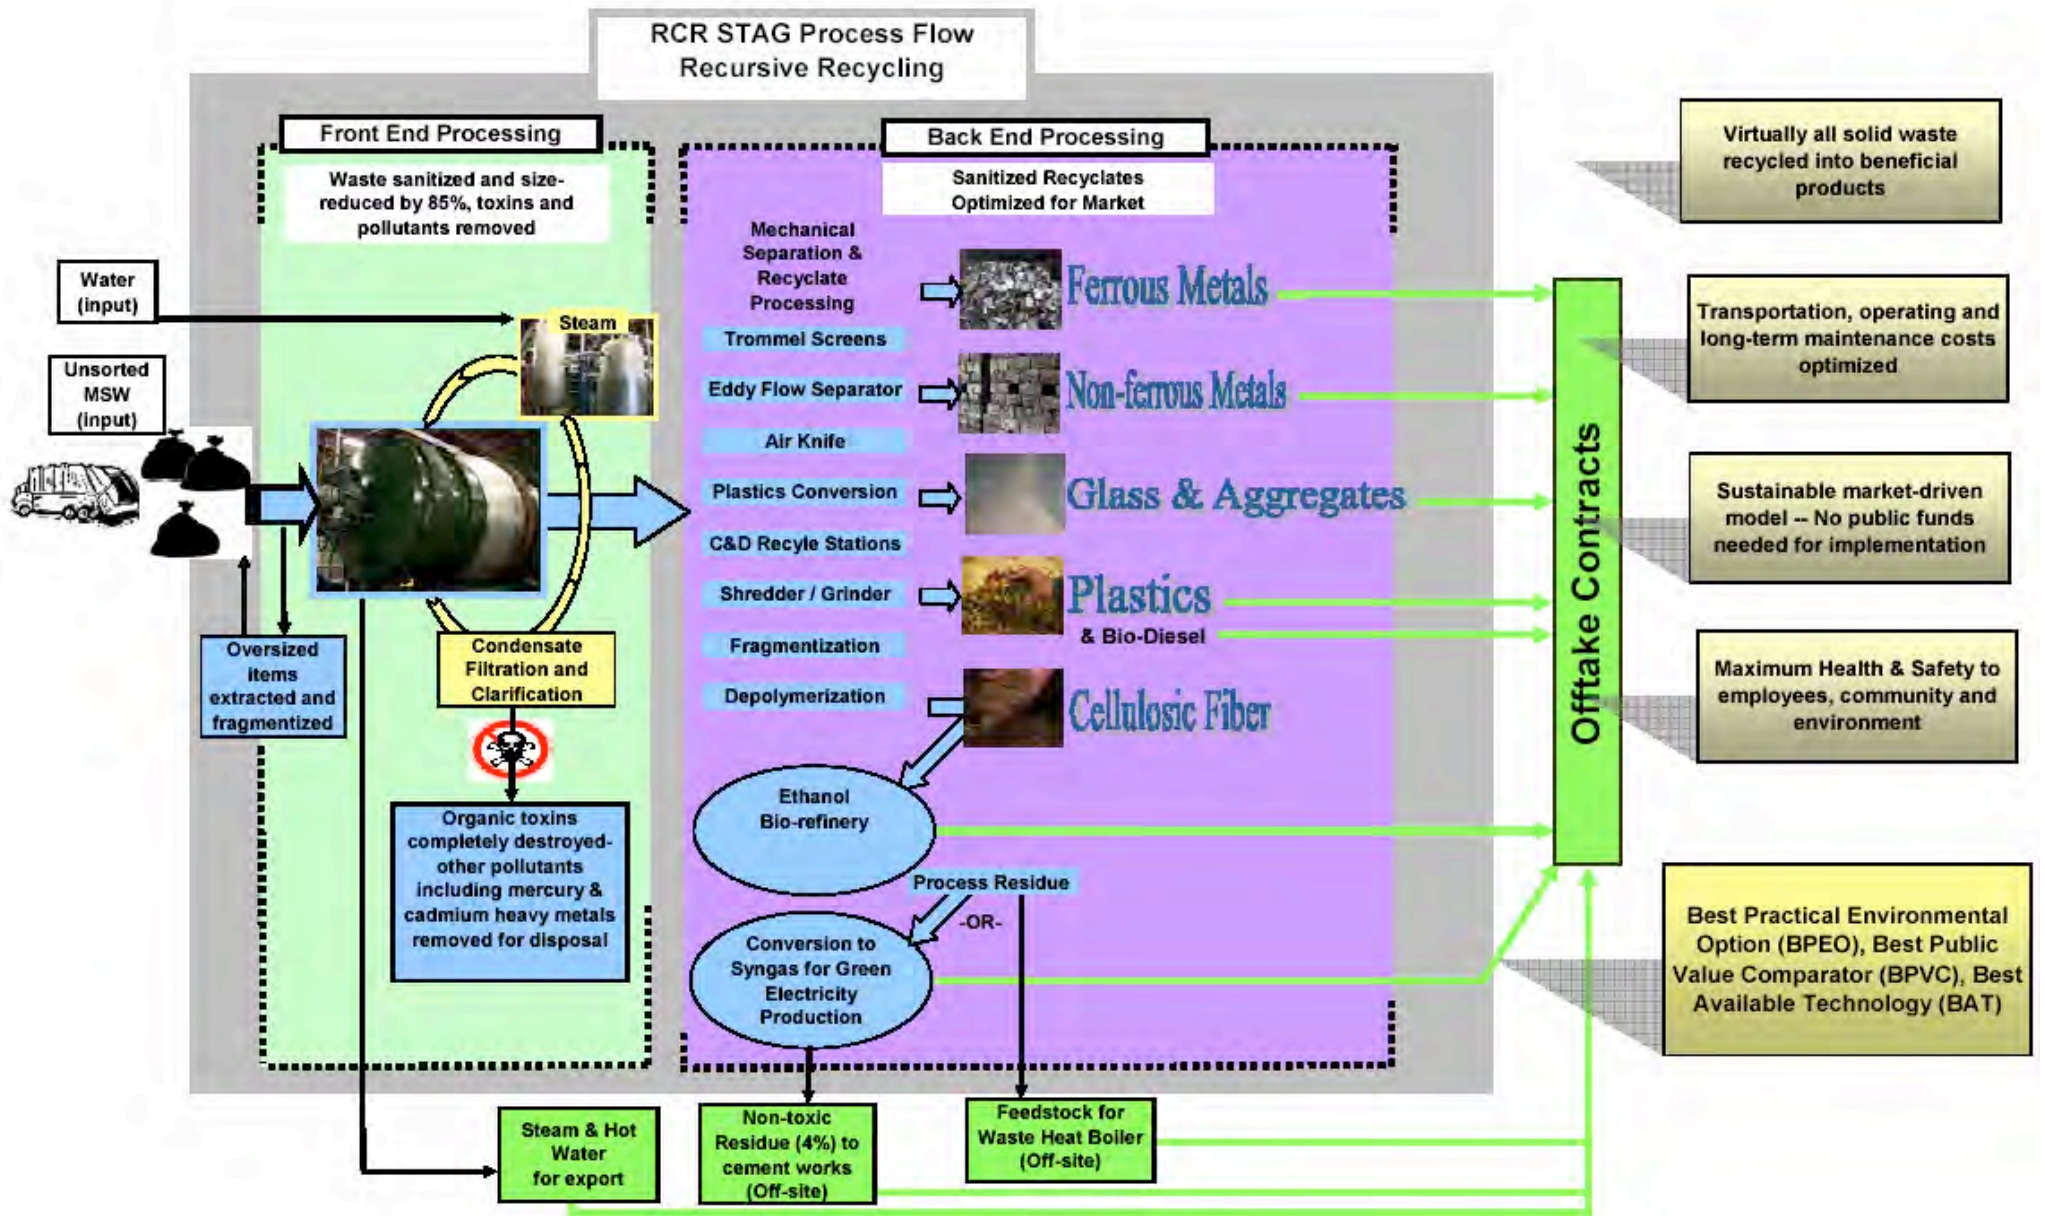 RCR STAG Process Flow
Recursive Recycling
Front End Processing
Waste sanitized and size-
reduced by 85%, toxins and
pollutants removed
Water
(input)
Unsorted
MSW
(input)
Steam
Oversized
items
extracted and
fragmentized
Condensate
Filtration and
Clarification
Organic toxins
completely destroyed-
other pollutants
including mercury &
cadmium heavy metals
removed for disposal
Back End Processing
Sanitized Recyclates
Optimized for Market
Mechanical
Separation &
Recyclate
Processing
Trommel Screens
Eddy Flow Separator
Air Knife
Plastics Conversion
C&D Recyle Stations
Shredder / Grinder
Fragmentization
Depolymerization
Ferrous Metals
Non-ferrous Metals
Glass & Aggregates
Plastics
& Bio-Diesel
Cellulosic Fiber
Ethanol
Bio-refinery
Process Residue
-OR-
Conversion to
Syngas for Green
Electricity
Production
Steam & Hot
Water
for export
Non-toxic
Residue (4%) to
cement works
(Off-site)
Feedstock for
Waste Heat Boiler
(Off-site)
Offtake Contracts
Virtually all solid waste
recycled into beneficial
products
Transportation, operating and
long-term maintenance costs
optimized
Sustainable market-driven
model -- No public funds
needed for implementation
Maximum Health & Safety to
employees, community and
environment
Best Practical Environmental
Option (BPEO), Best Public
Value Comparator (BPVC), Best
Available Technology (BAT)